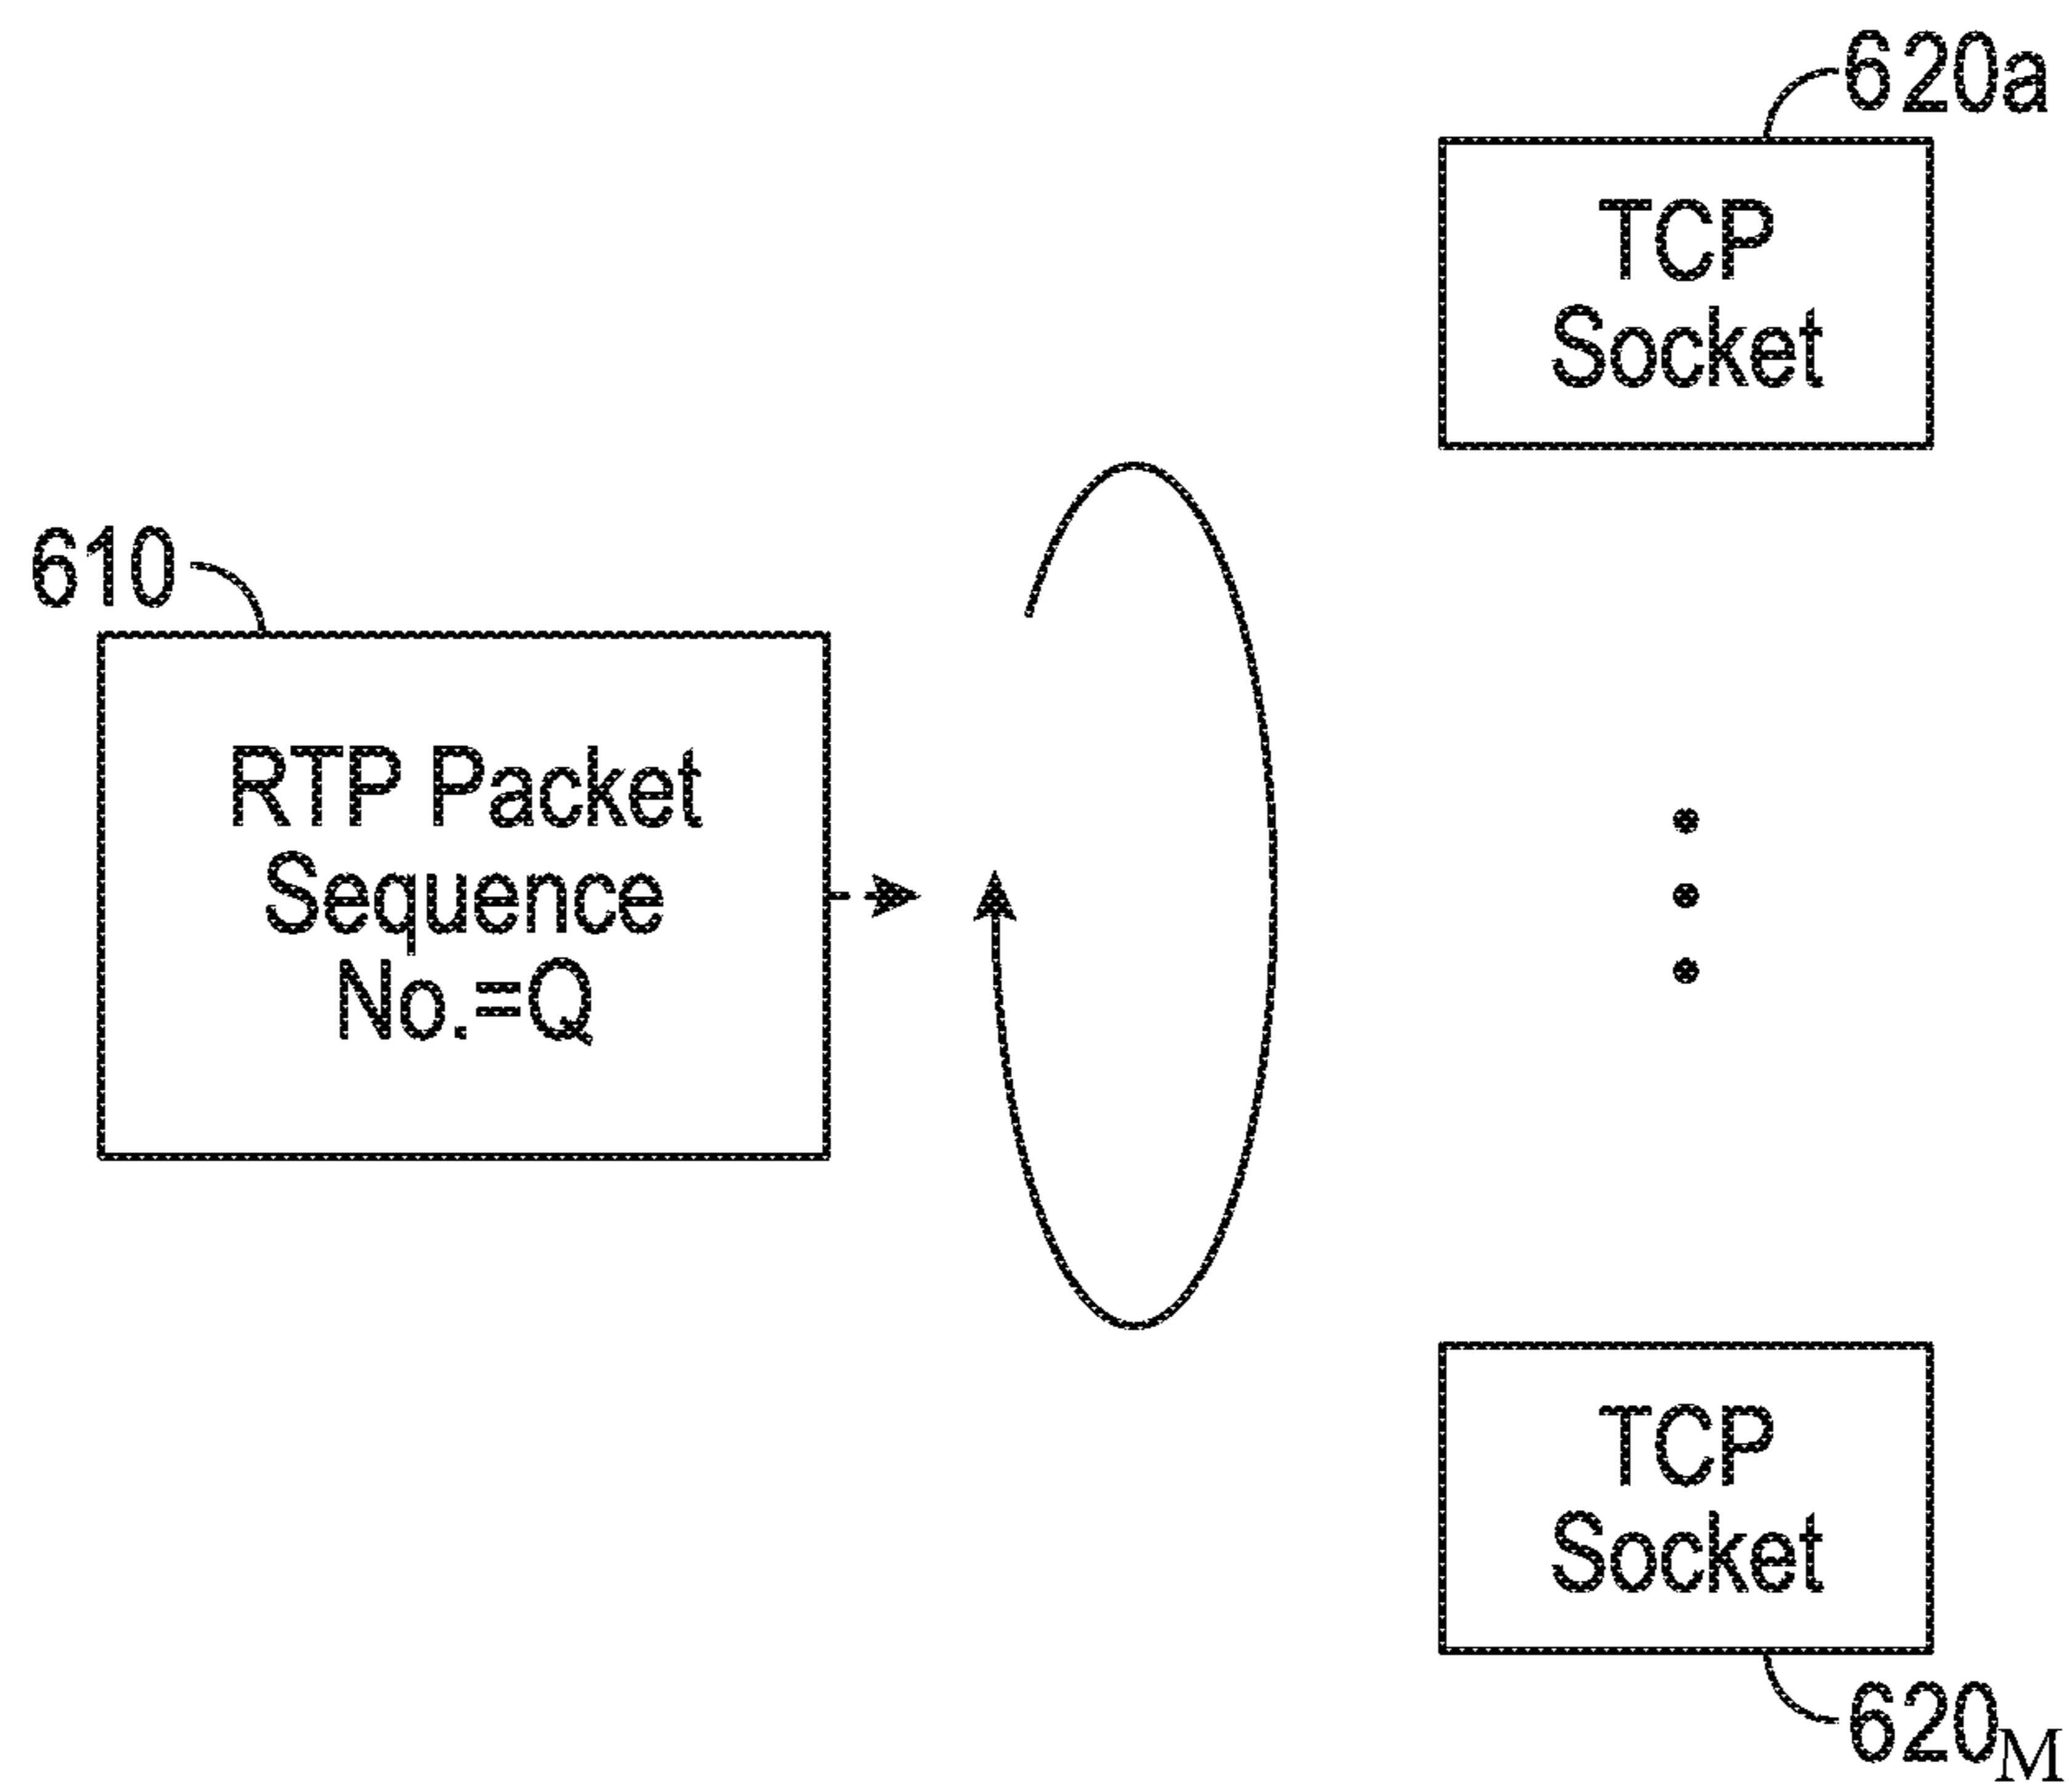 620a
TCP
Socket
610
RTP Packet
Sequence
No.=Q
TCP
Socket
620M